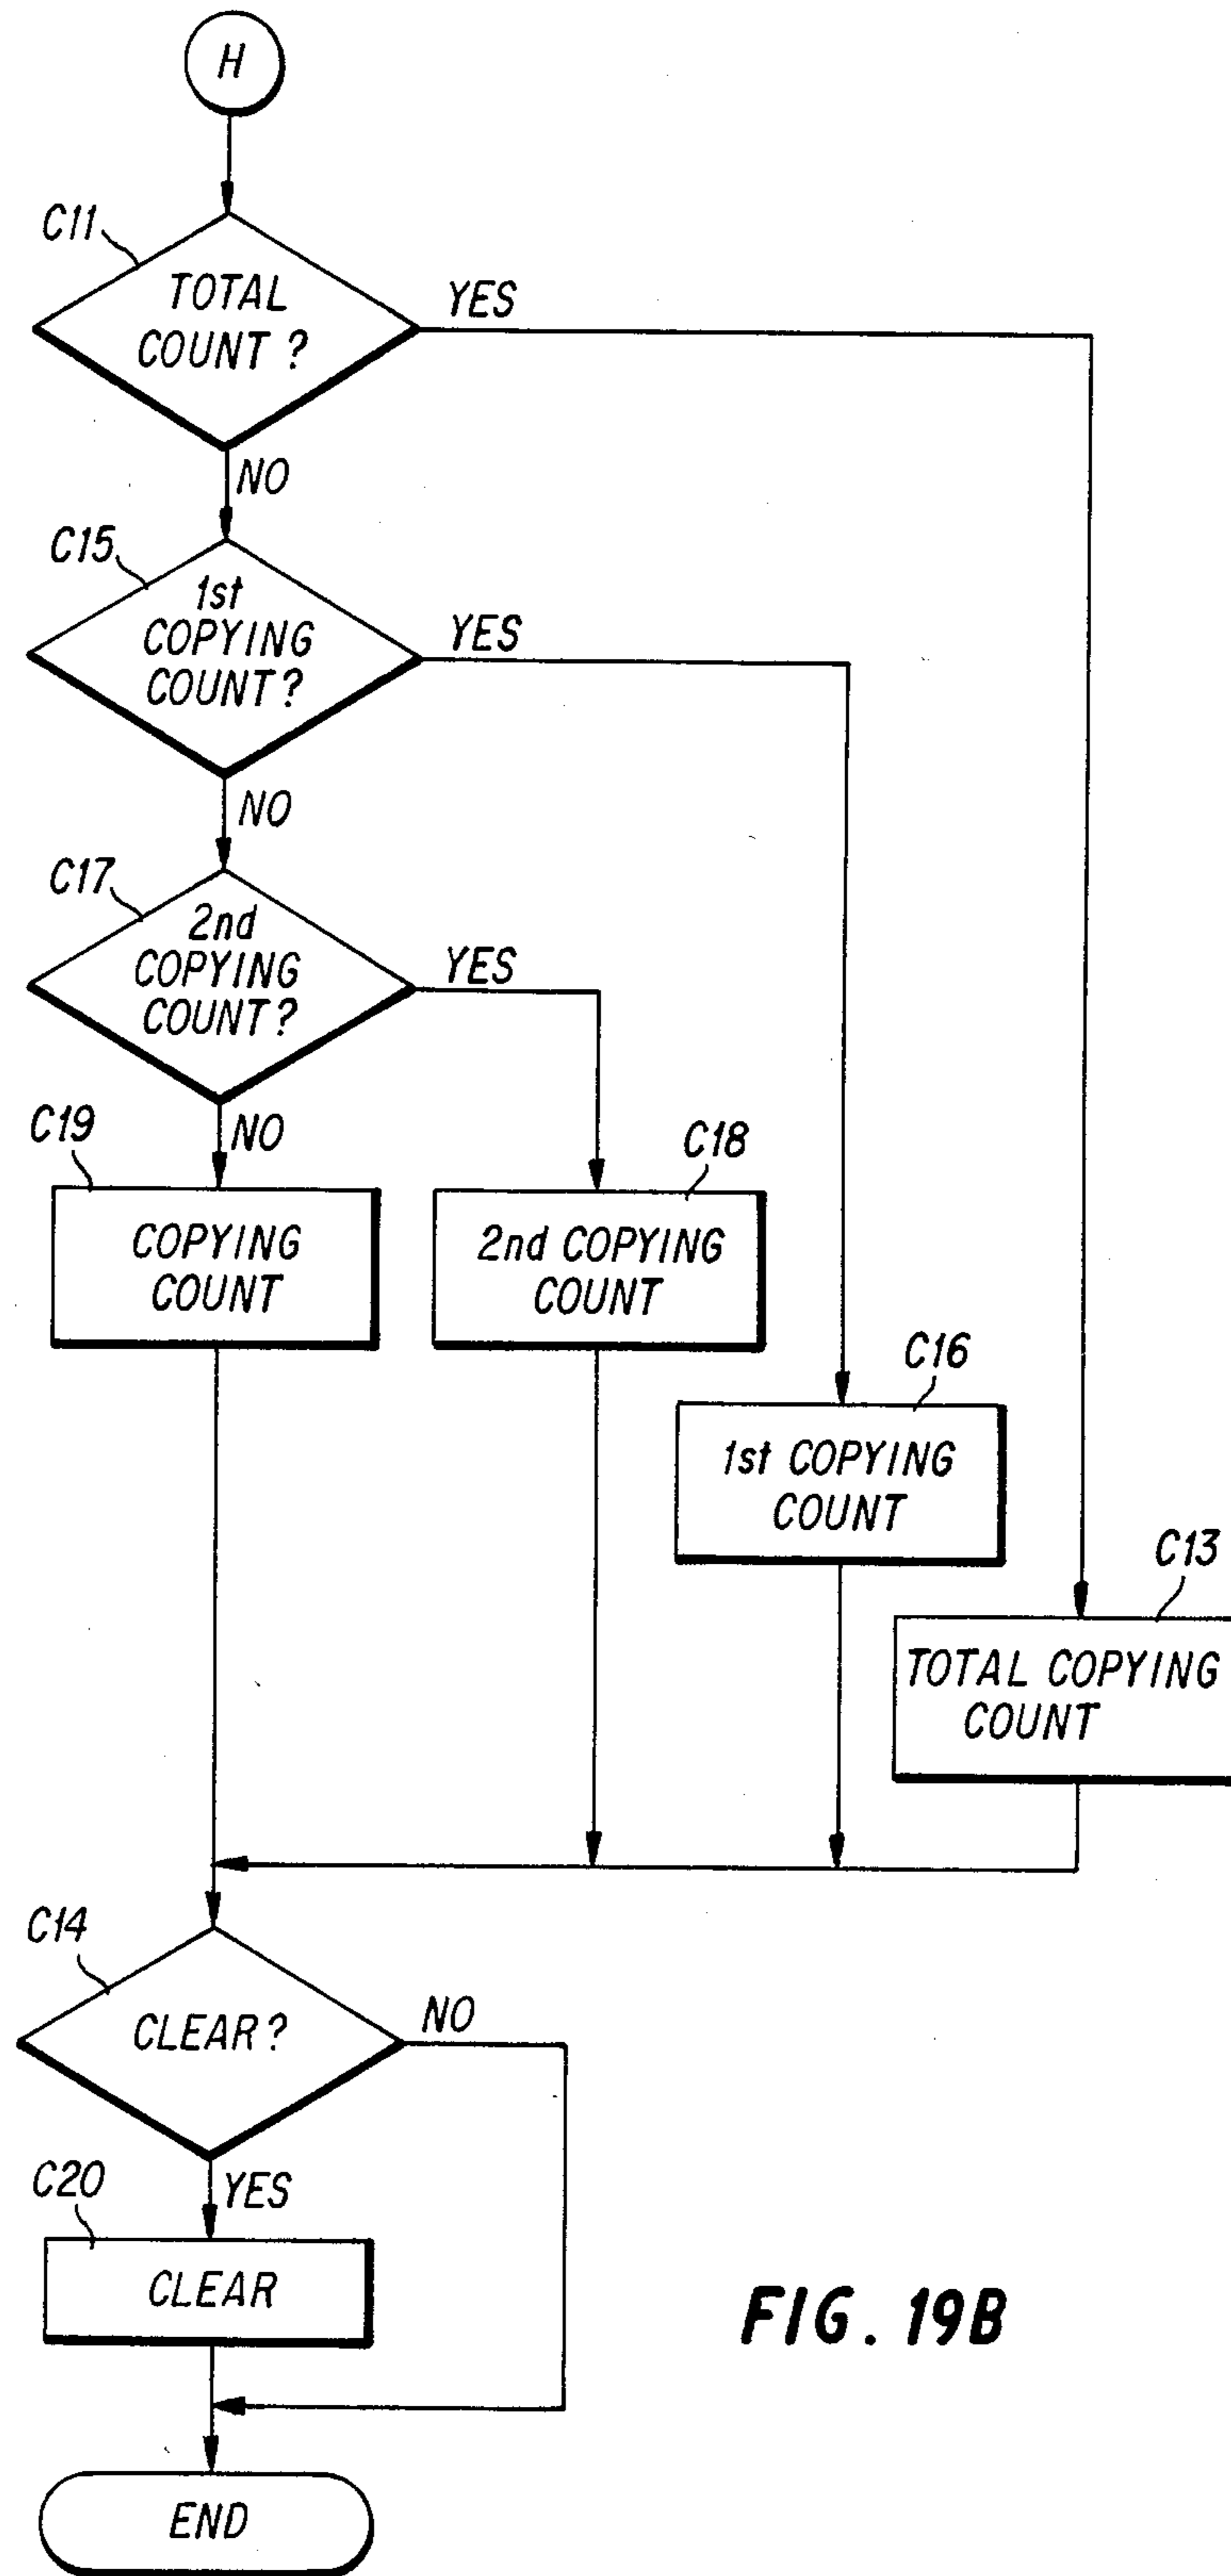 H
C11
TOTAL
COUNT ?
YES
NO
C15
1st
COPYING
COUNT?
YES
NO
C17
2nd
COPYING
COUNT?
YES
NO
C19
COPYING
COUNT
C18
2nd COPYING
COUNT
C16
1st COPYING
COUNT
C13
TOTAL COPYING
COUNT
C14
CLEAR?
NO
YES
C20
CLEAR
FIG. 19B
END